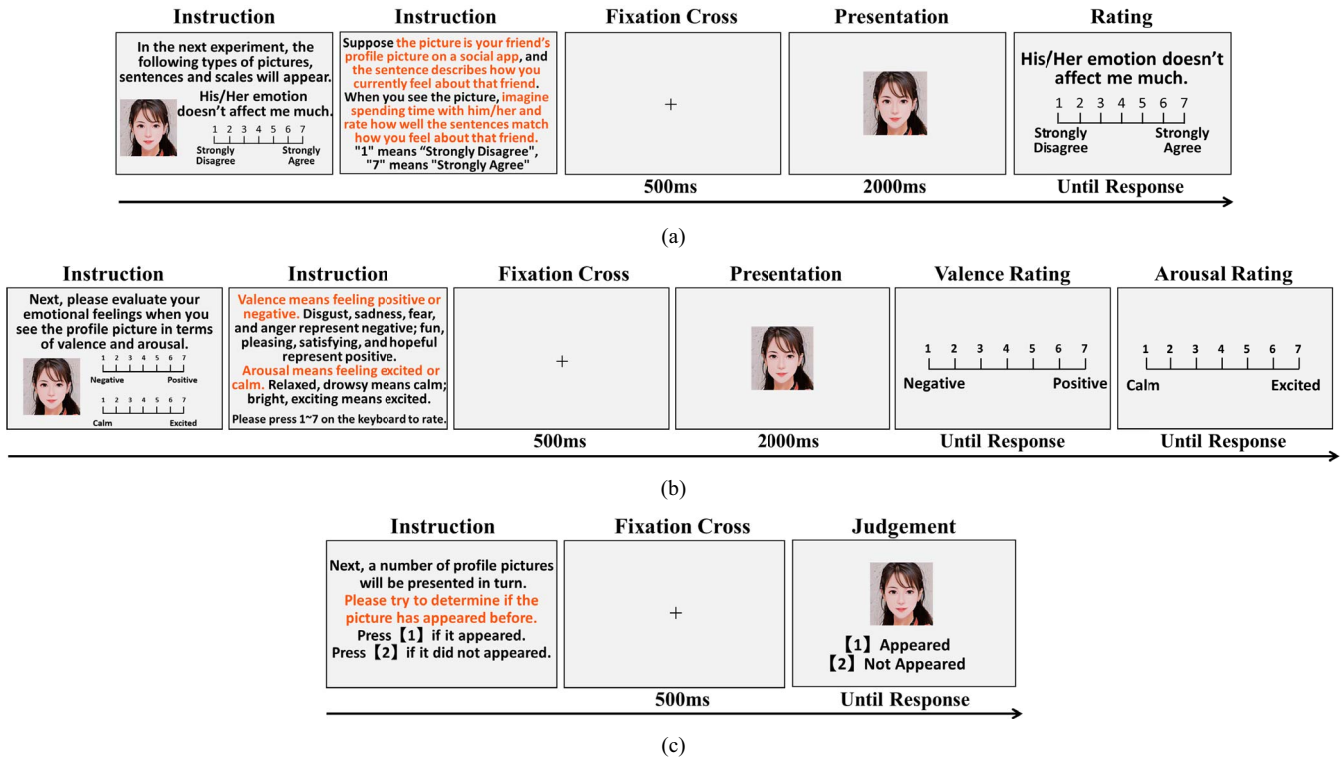 Instruction
Instruction
Fixation Cross
Presentation
Rating
In the next experiment, the
following types of pictures,
sentences and scales will appear.
His/Her emotion
doesn't affect me much.
1 2 3 4 5 6 7
Strongly
Disagree
Strongly
Agree
Suppose the picture is your friend's
profile picture on a social app, and
the sentence describes how you
currently feel about that friend.
When you see the picture, imagine
spending time with him/her and
rate how well the sentences match
how you feel about that friend.
"1" means "Strongly Disagree",
"7" means "Strongly Agree"
+
His/Her emotion doesn't
affect me much.
1 2 3 4 5 6 7
Strongly
Disagree
Strongly
Agree
500ms
2000ms
Until Response
(a)
Instruction
Instruction
Fixation Cross
Presentation
Valence Rating
Arousal Rating
Next, please evaluate your
emotional feelings when you
see the profile picture in terms
of valence and arousal.
1 2 3 4 5 6 7
Negative
Positive
1 2 3 4 5 6 7
Calm
Excited
Valence means feeling positive or
negative. Disgust, sadness, fear,
and anger represent negative; fun,
pleasing, satisfying, and hopeful
represent positive.
Arousal means feeling excited or
calm. Relaxed, drowsy means calm;
bright, exciting means excited.
Please press 1~7 on the keyboard to rate.
+
1 2 3 4 5 6 7
Negative
Positive
1 2 3 4 5 6 7
Calm
Excited
500ms
2000ms
Until Response
Until Response
(b)
Instruction
Fixation Cross
Judgement
Next, a number of profile pictures
will be presented in turn.
Please try to determine if the
picture has appeared before.
Press【1】if it appeared.
Press【2】if it did not appeared.
+
【1】Appeared
【2】Not Appeared
500ms
Until Response
(c)